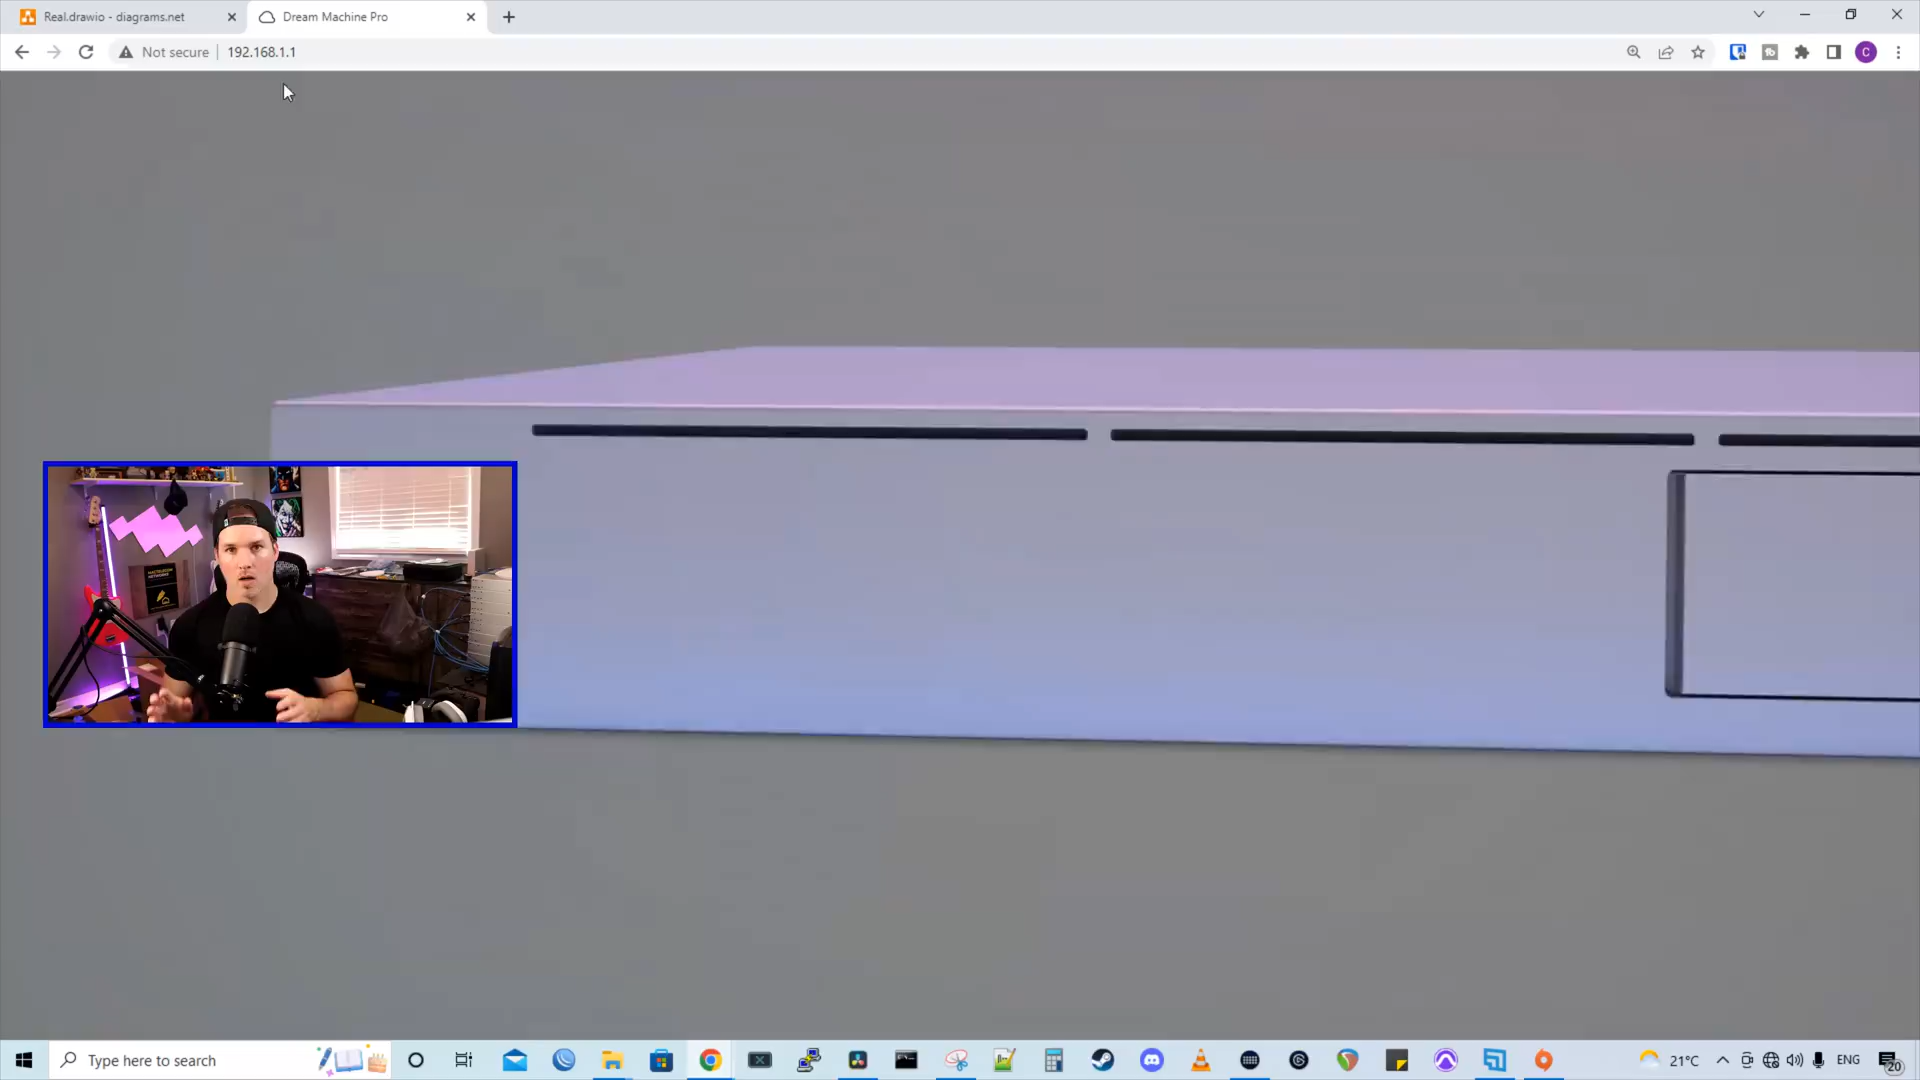 Real.drawio - diagrams.net
Dream Machine Pro
Not secure
192.168.1.1
C
Type here to search
21°C
ENG
20